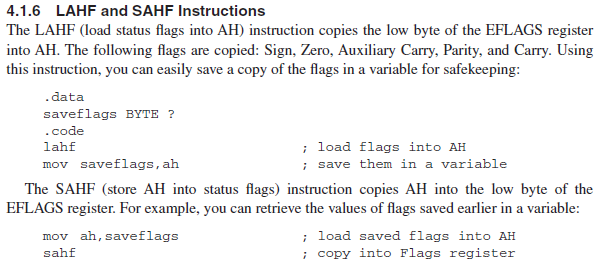 4.1.6 LAHF and SAHF Instructions
The LAHF (load status flags into AH) instruction copies the low byte of the EFLAGS register
into AH. The following flags are copied: Sign, Zero, Auxiliary Carry, Parity, and Carry. Using
this instruction, you can easily save a copy of the flags in a variable for safekeeping:
.data
saveflags BYTE ?
.code
lahf ; load flags into AH
mov saveflags,ah ; save them in a variable
The SAHF (store AH into status flags) instruction copies AH into the low byte of the
EFLAGS register. For example, you can retrieve the values of flags saved earlier in a variable:
mov ah,saveflags ; load saved flags into AH
sahf ; copy into Flags register